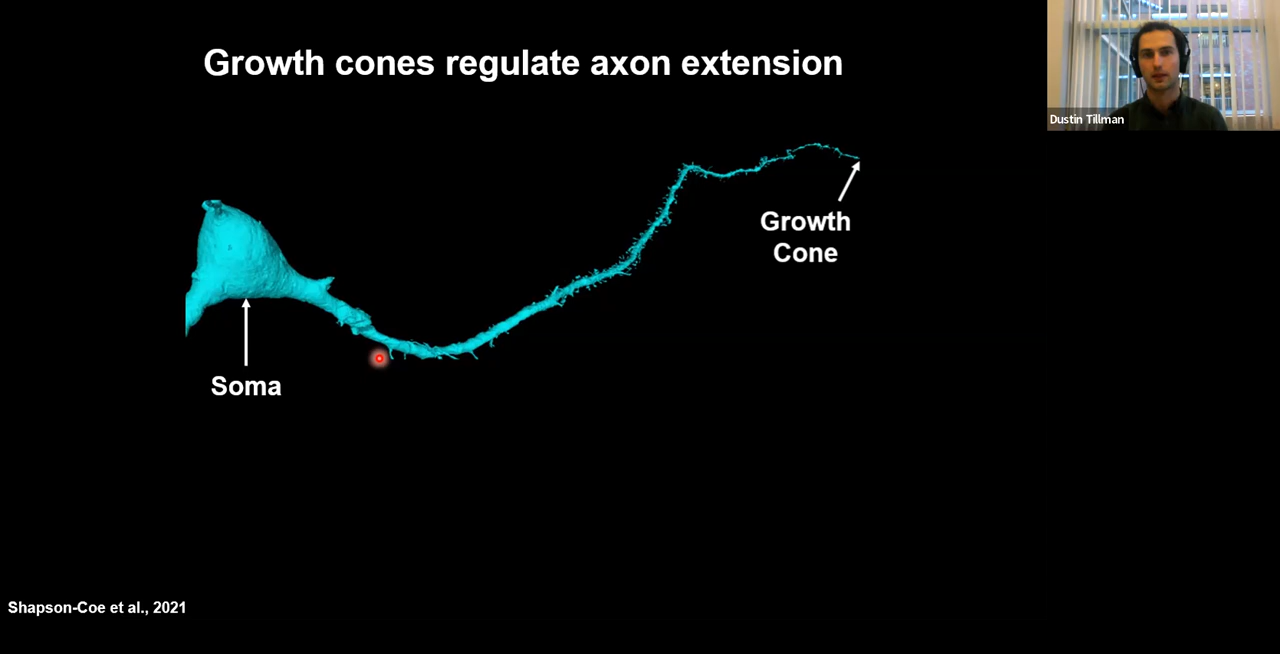 Growth cones regulate axon extension
Dustin Tillman
Growth
Cone
Soma
Shapson-Coe et al., 2021